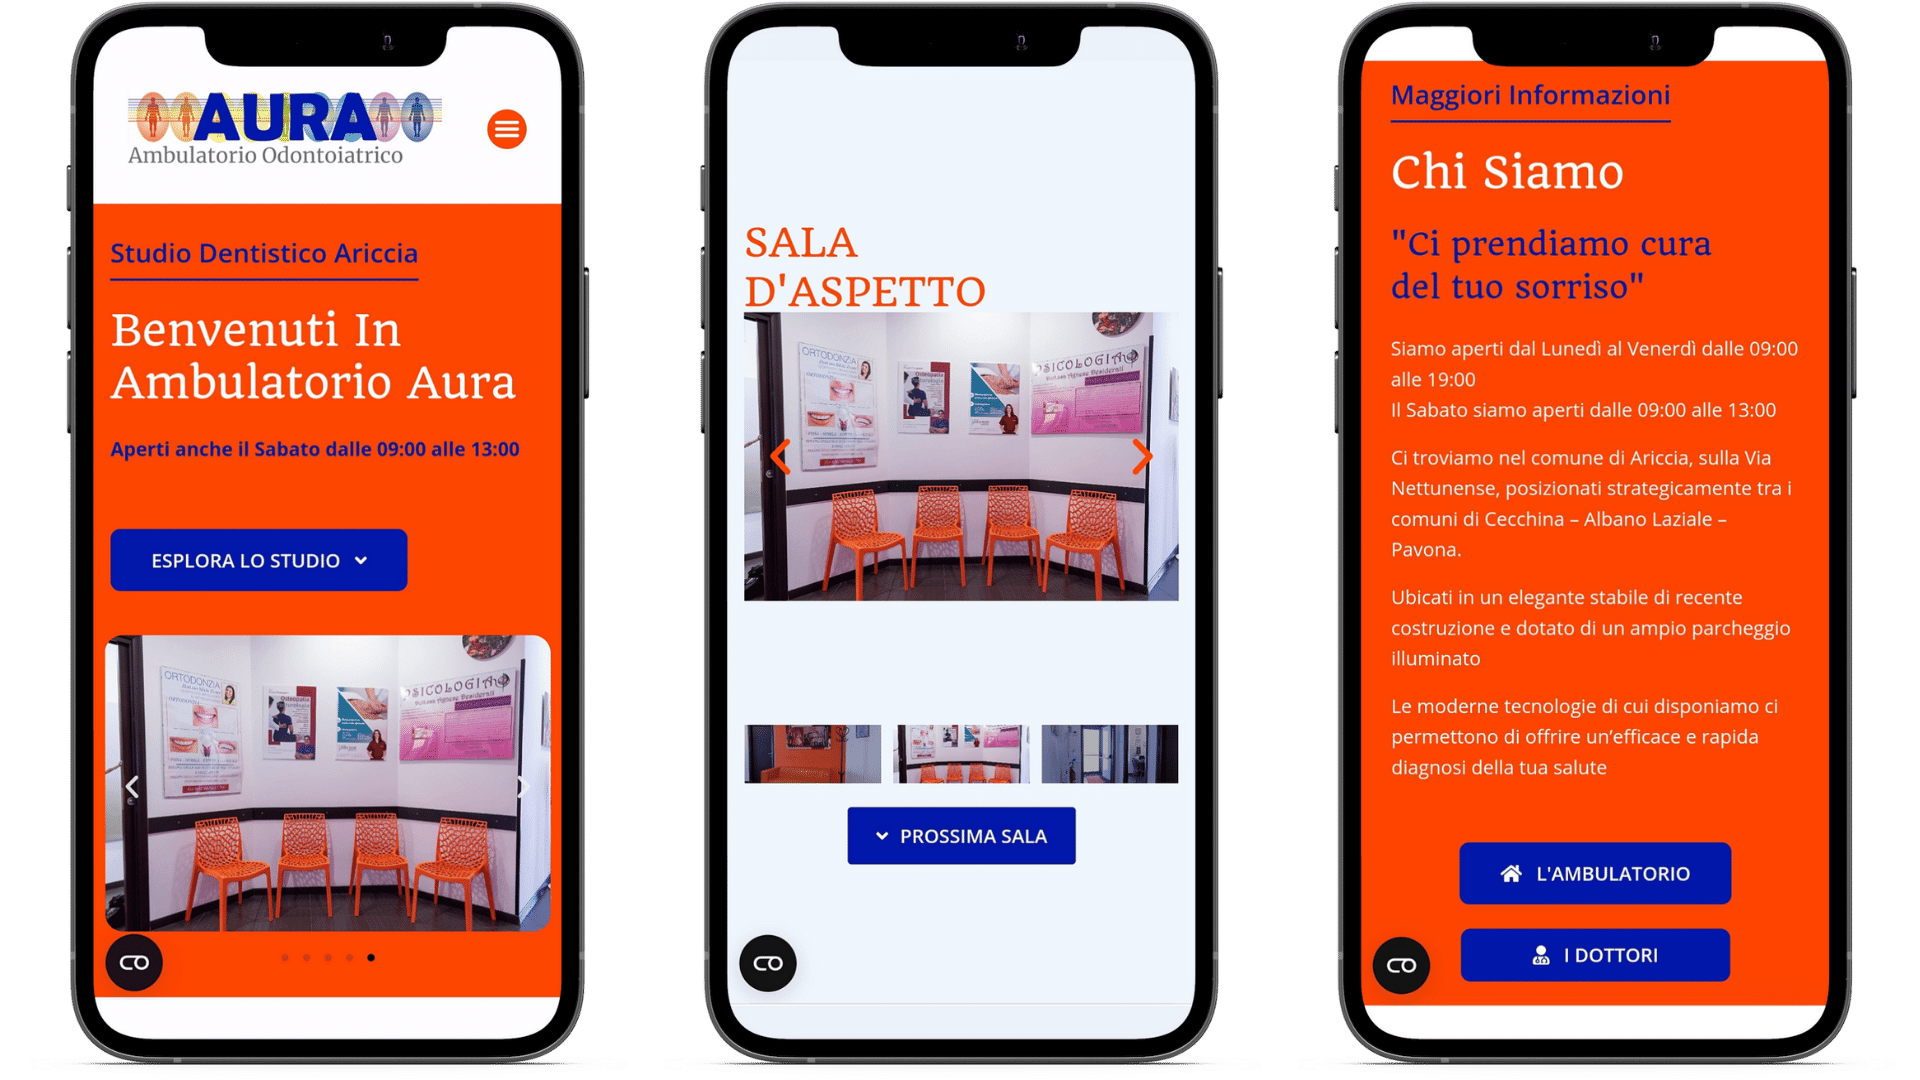 AURA
Ambulatorio Odontoiatrico
Studio Dentistico Ariccia
Benvenuti In
Ambulatorio Aura
Aperti anche il Sabato dalle 09:00 alle 13:00
ESPLORA LO STUDIO
ORTODONZIA
PSICOLOGIA
SALA
D'ASPETTO
ORTODONZIA
PSICOLOGIA
PROSSIMA SALA
Maggiori Informazioni
Chi Siamo
"Ci prendiamo cura
del tuo sorriso"
Siamo aperti dal Lunedì al Venerdì dalle 09:00
alle 19:00
Il Sabato siamo aperti dalle 09:00 alle 13:00
Ci troviamo nel comune di Ariccia, sulla Via
Nettunense, posizionati strategicamente tra i
comuni di Cecchina – Albano Laziale –
Pavona.
Ubicati in un elegante stabile di recente
costruzione e dotato di un ampio parcheggio
illuminato
Le moderne tecnologie di cui disponiamo ci
permettono di offrire un’efficace e rapida
diagnosi della tua salute
L'AMBULATORIO
I DOTTORI